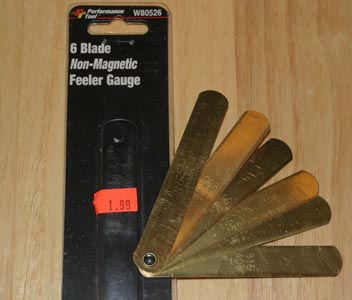 Performance Tool W80526
6 Blade
Non-Magnetic
Feeler Gauge
1.99